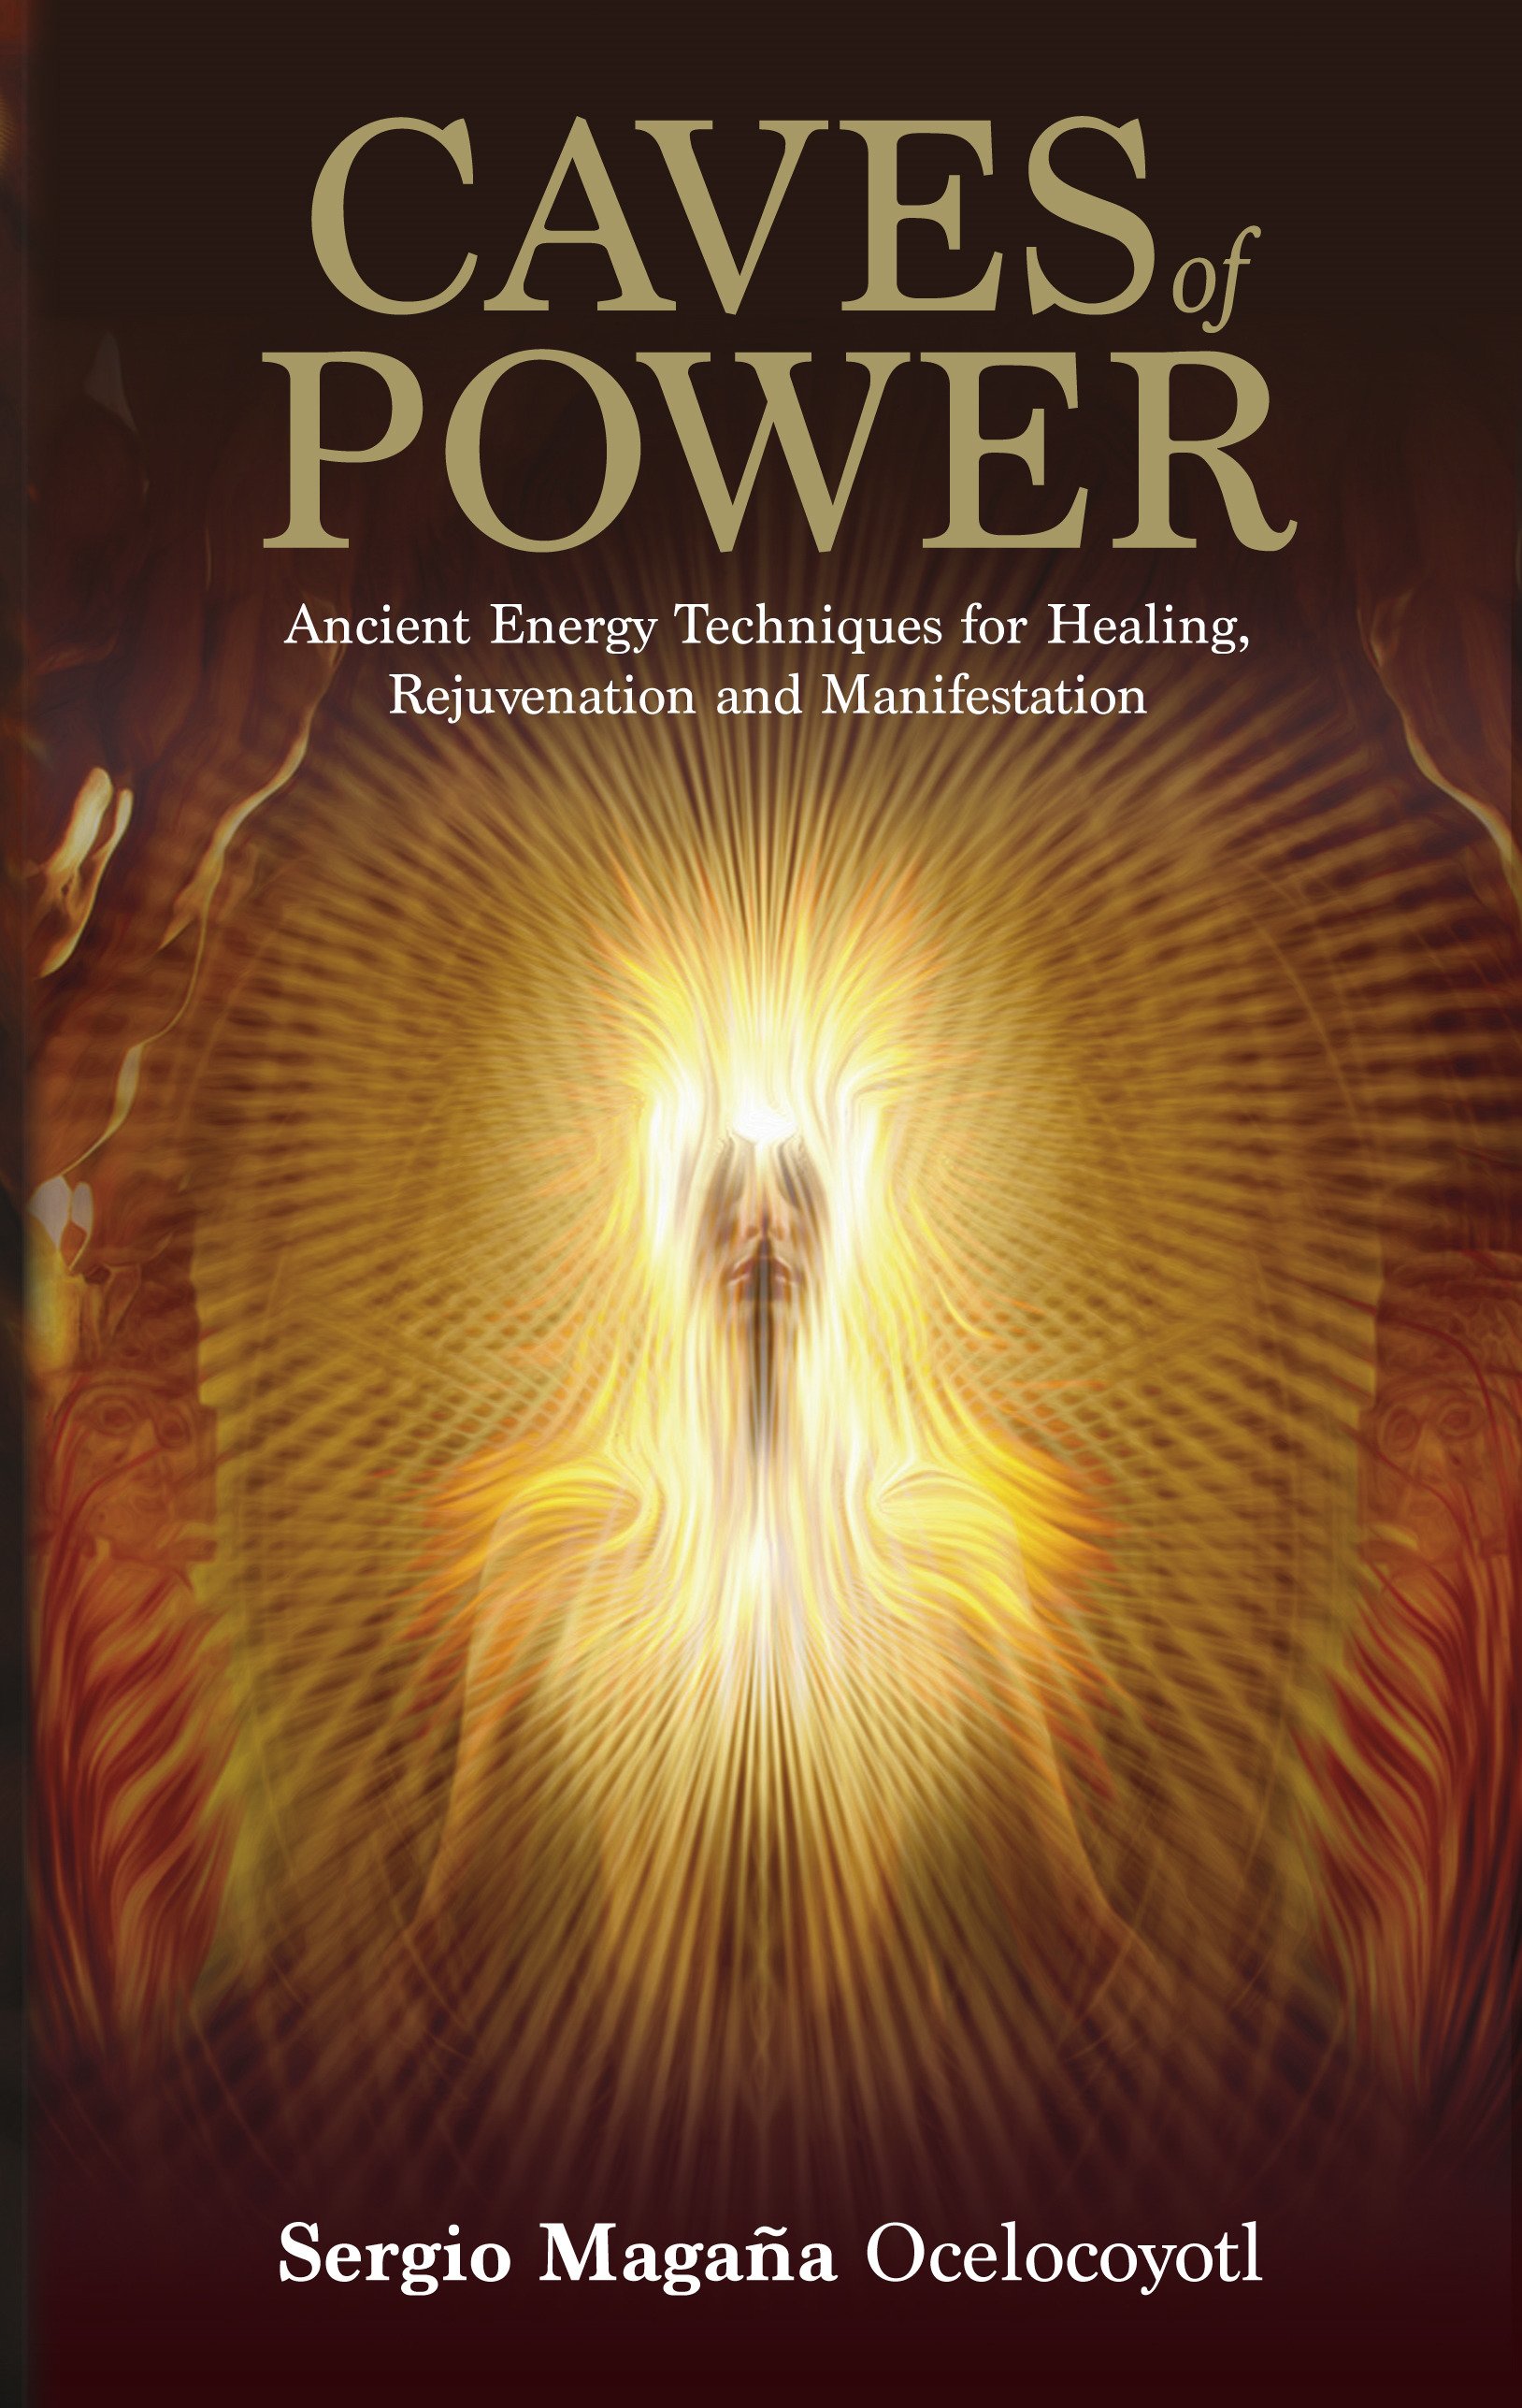 CAVES of
POWER
Ancient Energy Techniques for Healing,
Rejuvenation and Manifestation
Sergio Magaña Ocelocoyotl